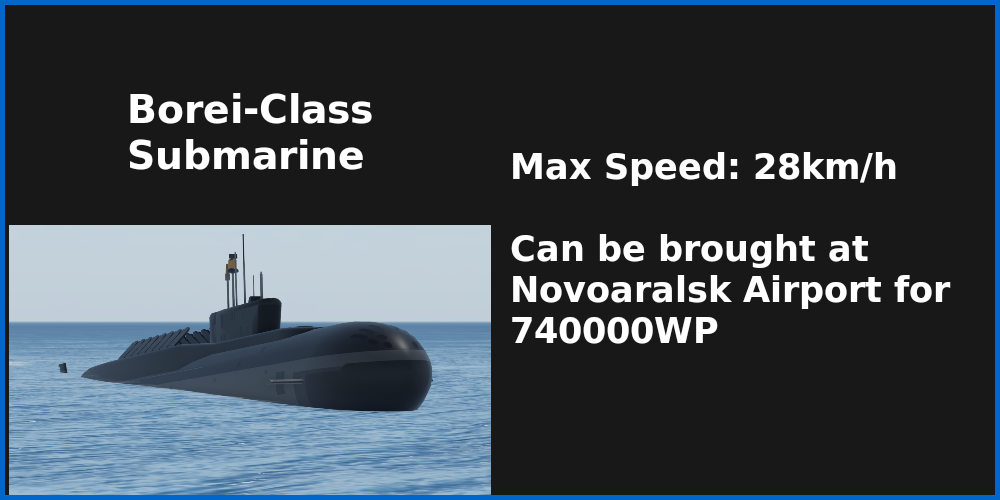 Borei-Class
Submarine
Max Speed: 28km/h
Can be brought at
Novoaralsk Airport for
740000WP